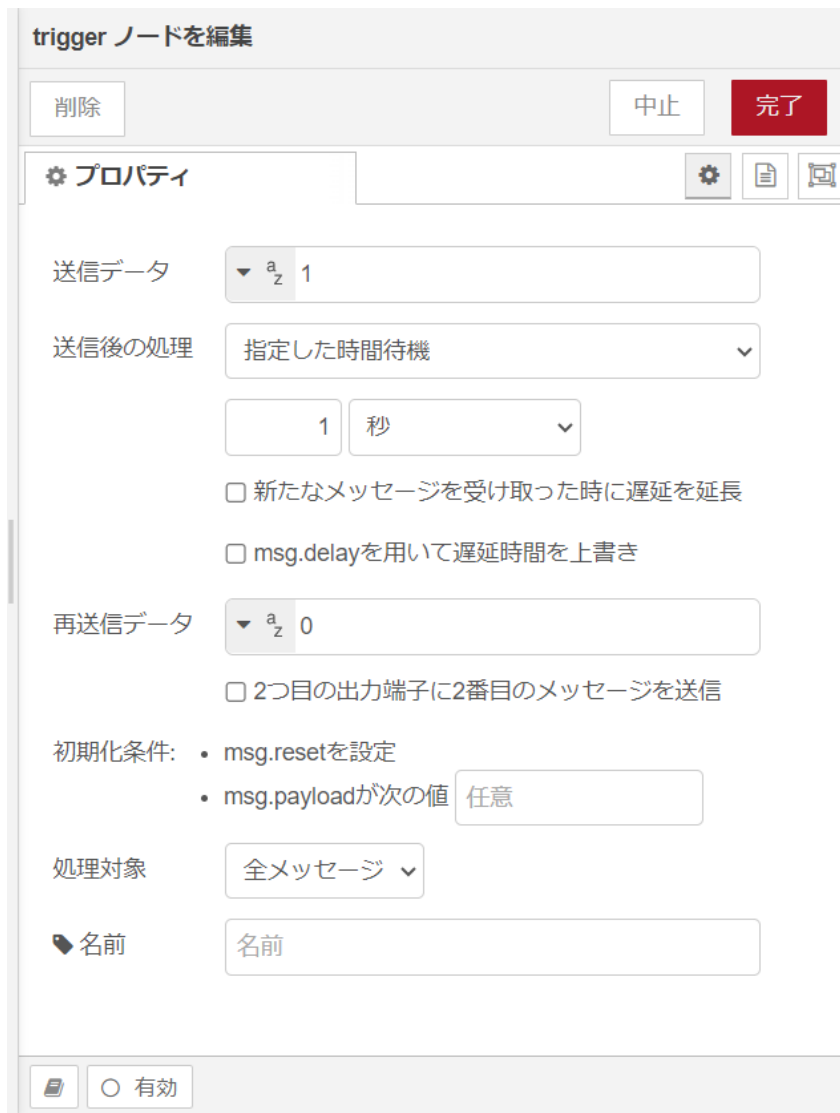 trigger ノードを編集
削除 中止 完了
プロパティ
送信データ az 1
送信後の処理 指定した時間待機
1 秒
新たなメッセージを受け取った時に遅延を延長
msg.delayを用いて遅延時間を上書き
再送信データ az 0
2つ目の出力端子に2番目のメッセージを送信
初期化条件: • msg.resetを設定
• msg.payloadが次の値 任意
処理対象 全メッセージ
名前 名前
有効